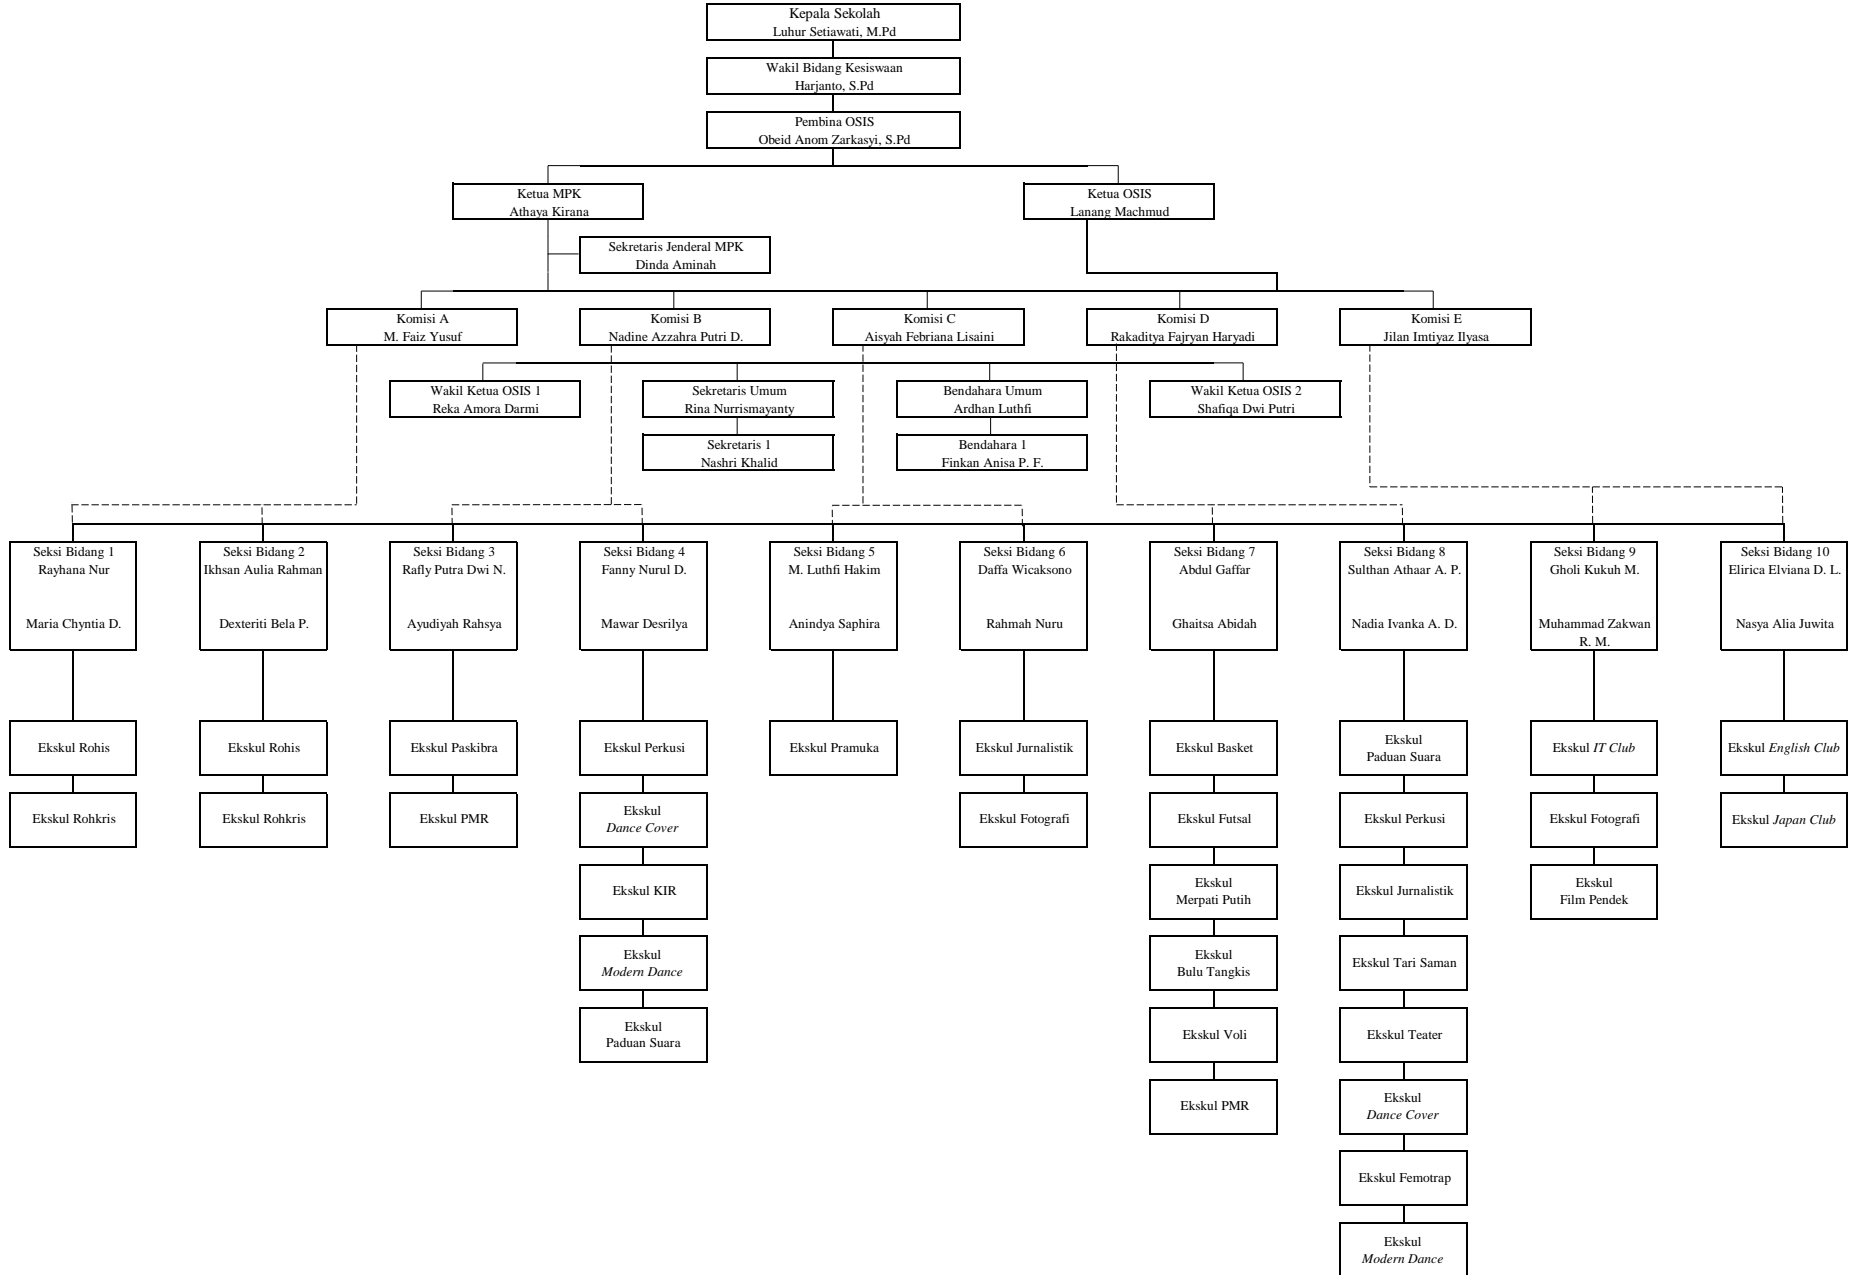 Kepala Sekolah
Luhur Setiawati, M.Pd
Wakil Bidang Kesiswaan
Harjanto, S.Pd
Pembina OSIS
Obeid Anom Zarkasyi, S.Pd
Ketua MPK
Athaya Kirana
Ketua OSIS
Lanang Machmud
Sekretaris Jenderal MPK
Dinda Aminah
Komisi A
M. Faiz Yusuf
Komisi B
Nadine Azzahra Putri D.
Komisi C
Aisyah Febriana Lisaini
Komisi D
Rakaditya Fajryan Haryadi
Komisi E
Jilan Imtiyaz Ilyasa
Wakil Ketua OSIS 1
Reka Amora Darmi
Sekretaris Umum
Rina Nurrismayanty
Bendahara Umum
Ardhan Luthfi
Wakil Ketua OSIS 2
Shafiqa Dwi Putri
Sekretaris 1
Nashri Khalid
Bendahara 1
Finkan Anisa P. F.
Seksi Bidang 1
Rayhana Nur
Maria Chyntia D.
Seksi Bidang 2
Ikhsan Aulia Rahman
Dexteriti Bela P.
Seksi Bidang 3
Rafly Putra Dwi N.
Ayudiyah Rahsya
Seksi Bidang 4
Fanny Nurul D.
Mawar Desrilya
Seksi Bidang 5
M. Luthfi Hakim
Anindya Saphira
Seksi Bidang 6
Daffa Wicaksono
Rahmah Nuru
Seksi Bidang 7
Abdul Gaffar
Ghaitsa Abidah
Seksi Bidang 8
Sulthan Athaar A. P.
Nadia Ivanka A. D.
Seksi Bidang 9
Gholi Kukuh M.
Muhammad Zakwan
R. M.
Seksi Bidang 10
Elirica Elviana D. L.
Nasya Alia Juwita
Ekskul Rohis
Ekskul Rohis
Ekskul Paskibra
Ekskul Perkusi
Ekskul Pramuka
Ekskul Jurnalistik
Ekskul Basket
Ekskul
Paduan Suara
Ekskul IT Club
Ekskul English Club
Ekskul Rohkris
Ekskul Rohkris
Ekskul PMR
Ekskul
Dance Cover
Ekskul Fotografi
Ekskul Futsal
Ekskul Perkusi
Ekskul Fotografi
Ekskul Japan Club
Ekskul KIR
Ekskul
Merpati Putih
Ekskul Jurnalistik
Ekskul
Film Pendek
Ekskul
Modern Dance
Ekskul
Bulu Tangkis
Ekskul Tari Saman
Ekskul
Paduan Suara
Ekskul Voli
Ekskul Teater
Ekskul PMR
Ekskul
Dance Cover
Ekskul Femotrap
Ekskul
Modern Dance